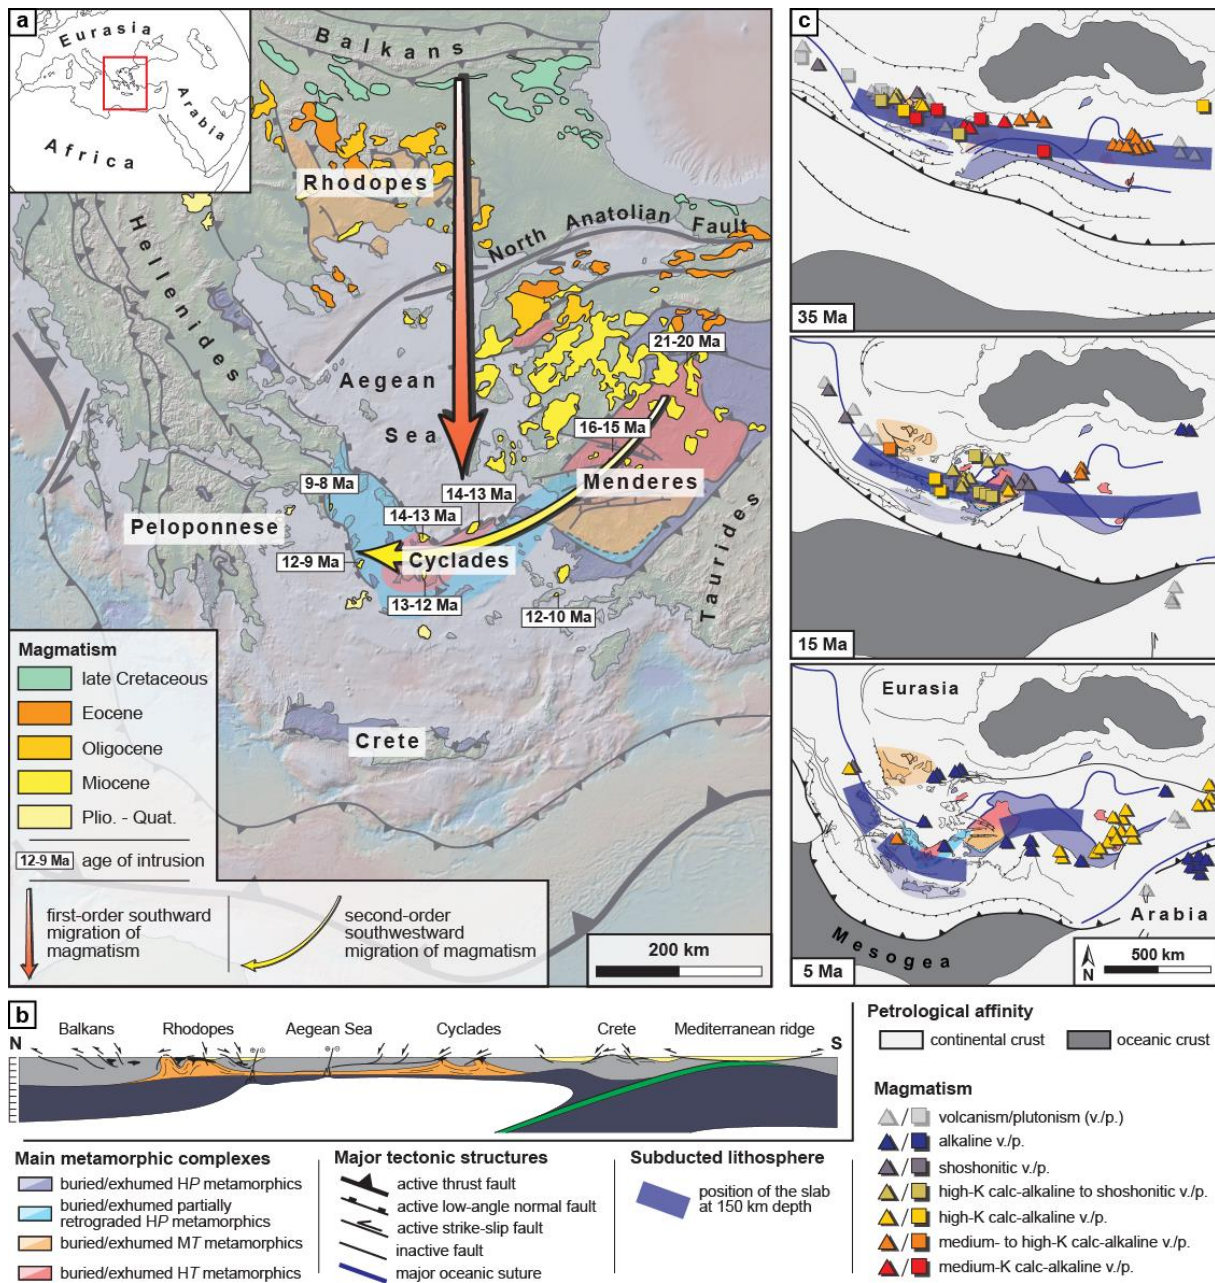 a
Eurasia
Arabia
Africa
Balkans
Rhodopes
Hellenides
North Anatolian Fault
Aegean
Sea
21-20 Ma
16-15 Ma
Menderes
9-8 Ma
14-13 Ma
14-13 Ma
Peloponnese
12-9 Ma
Cyclades
13-12 Ma
12-10 Ma
Taurides
Crete
Magmatism
late Cretaceous
Eocene
Oligocene
Miocene
Plio. - Quat.
12-9 Ma age of intrusion
first-order southward
migration of
magmatism
second-order
southwestward
migration of magmatism
200 km
c
35 Ma
15 Ma
Eurasia
Arabia
Mesogea
5 Ma
N
500 km
b
N
Balkans
Rhodopes
Aegean Sea
Cyclades
Crete
Mediterranean ridge
S
Main metamorphic complexes
buried/exhumed HP metamorphics
buried/exhumed partially
retrograded HP metamorphics
buried/exhumed MT metamorphics
buried/exhumed HT metamorphics
Major tectonic structures
active thrust fault
active low-angle normal fault
active strike-slip fault
inactive fault
major oceanic suture
Subducted lithosphere
position of the slab
at 150 km depth
Petrological affinity
continental crust
oceanic crust
Magmatism
/ volcanism/plutonism (v./p.)
/ alkaline v./p.
/ shoshonitic v./p.
/ high-K calc-alkaline to shoshonitic v./p.
/ high-K calc-alkaline v./p.
/ medium- to high-K calc-alkaline v./p.
/ medium-K calc-alkaline v./p.